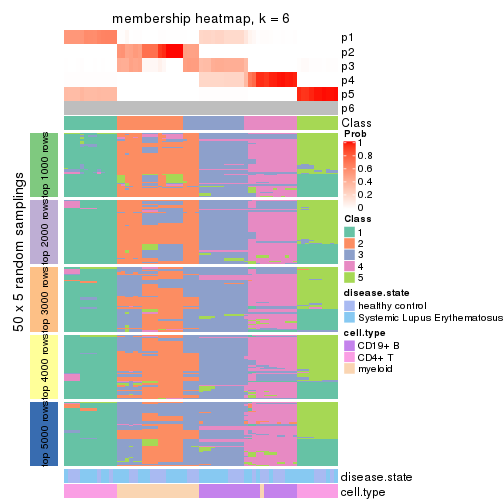 membership heatmap, k = 6
p1
p2
p3
p4
p5
p6
Class
50 x 5 random samplings
top 1000 rows
top 2000 rows
top 3000 rows
top 4000 rows
top 5000 rows
disease.state
cell.type
Prob
1
0.8
0.6
0.4
0.2
0
Class
1
2
3
4
5
disease.state
healthy control
Systemic Lupus Erythematosus
cell.type
CD19+ B
CD4+ T
myeloid